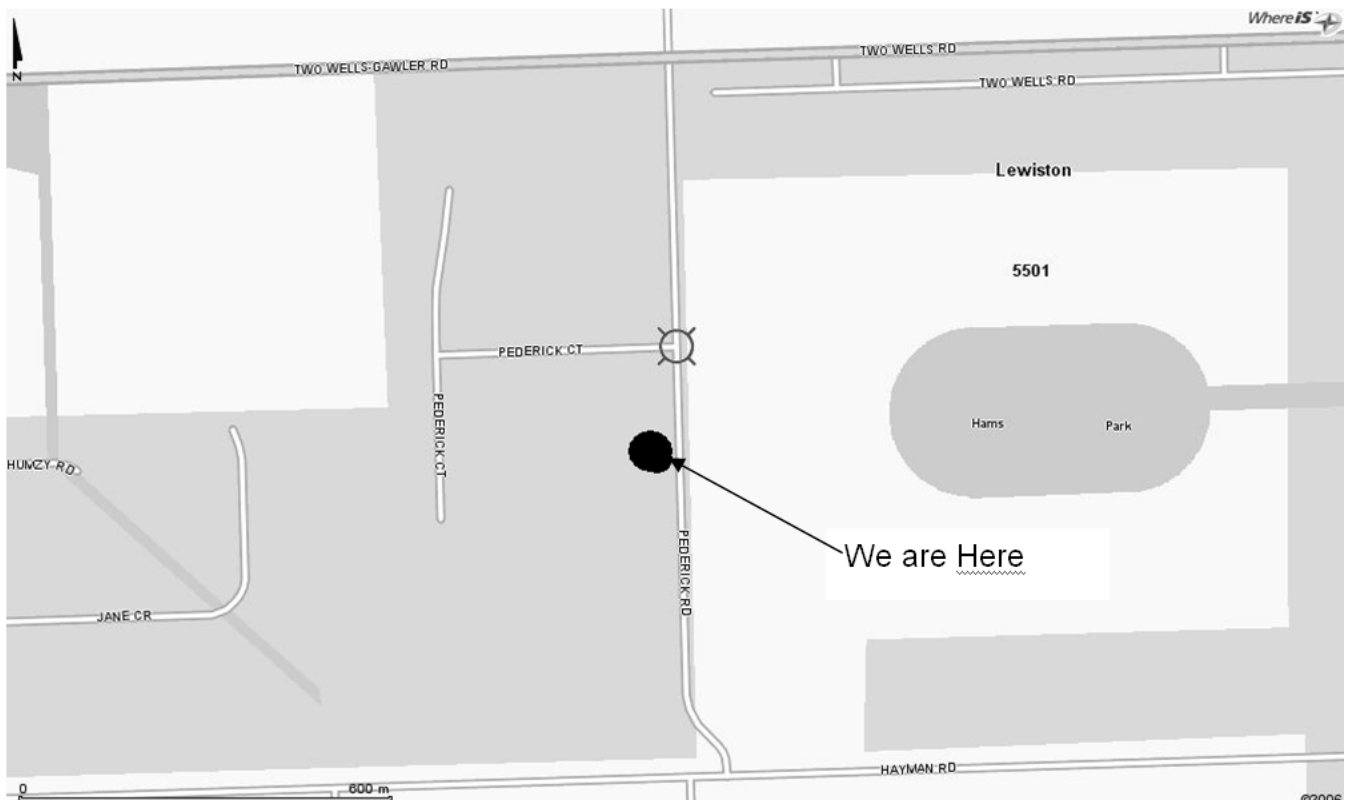 WhereiS
N
TWO WELLS-GAWLER RD
TWO WELLS RD
TWO WELLS RD
Lewiston
5501
PEDERICK CT
PEDERICK CT
Hams Park
HUMZY RD
PEDERICK RD
We are Here
JANE CR
HAYMAN RD
0 600 m
©2006